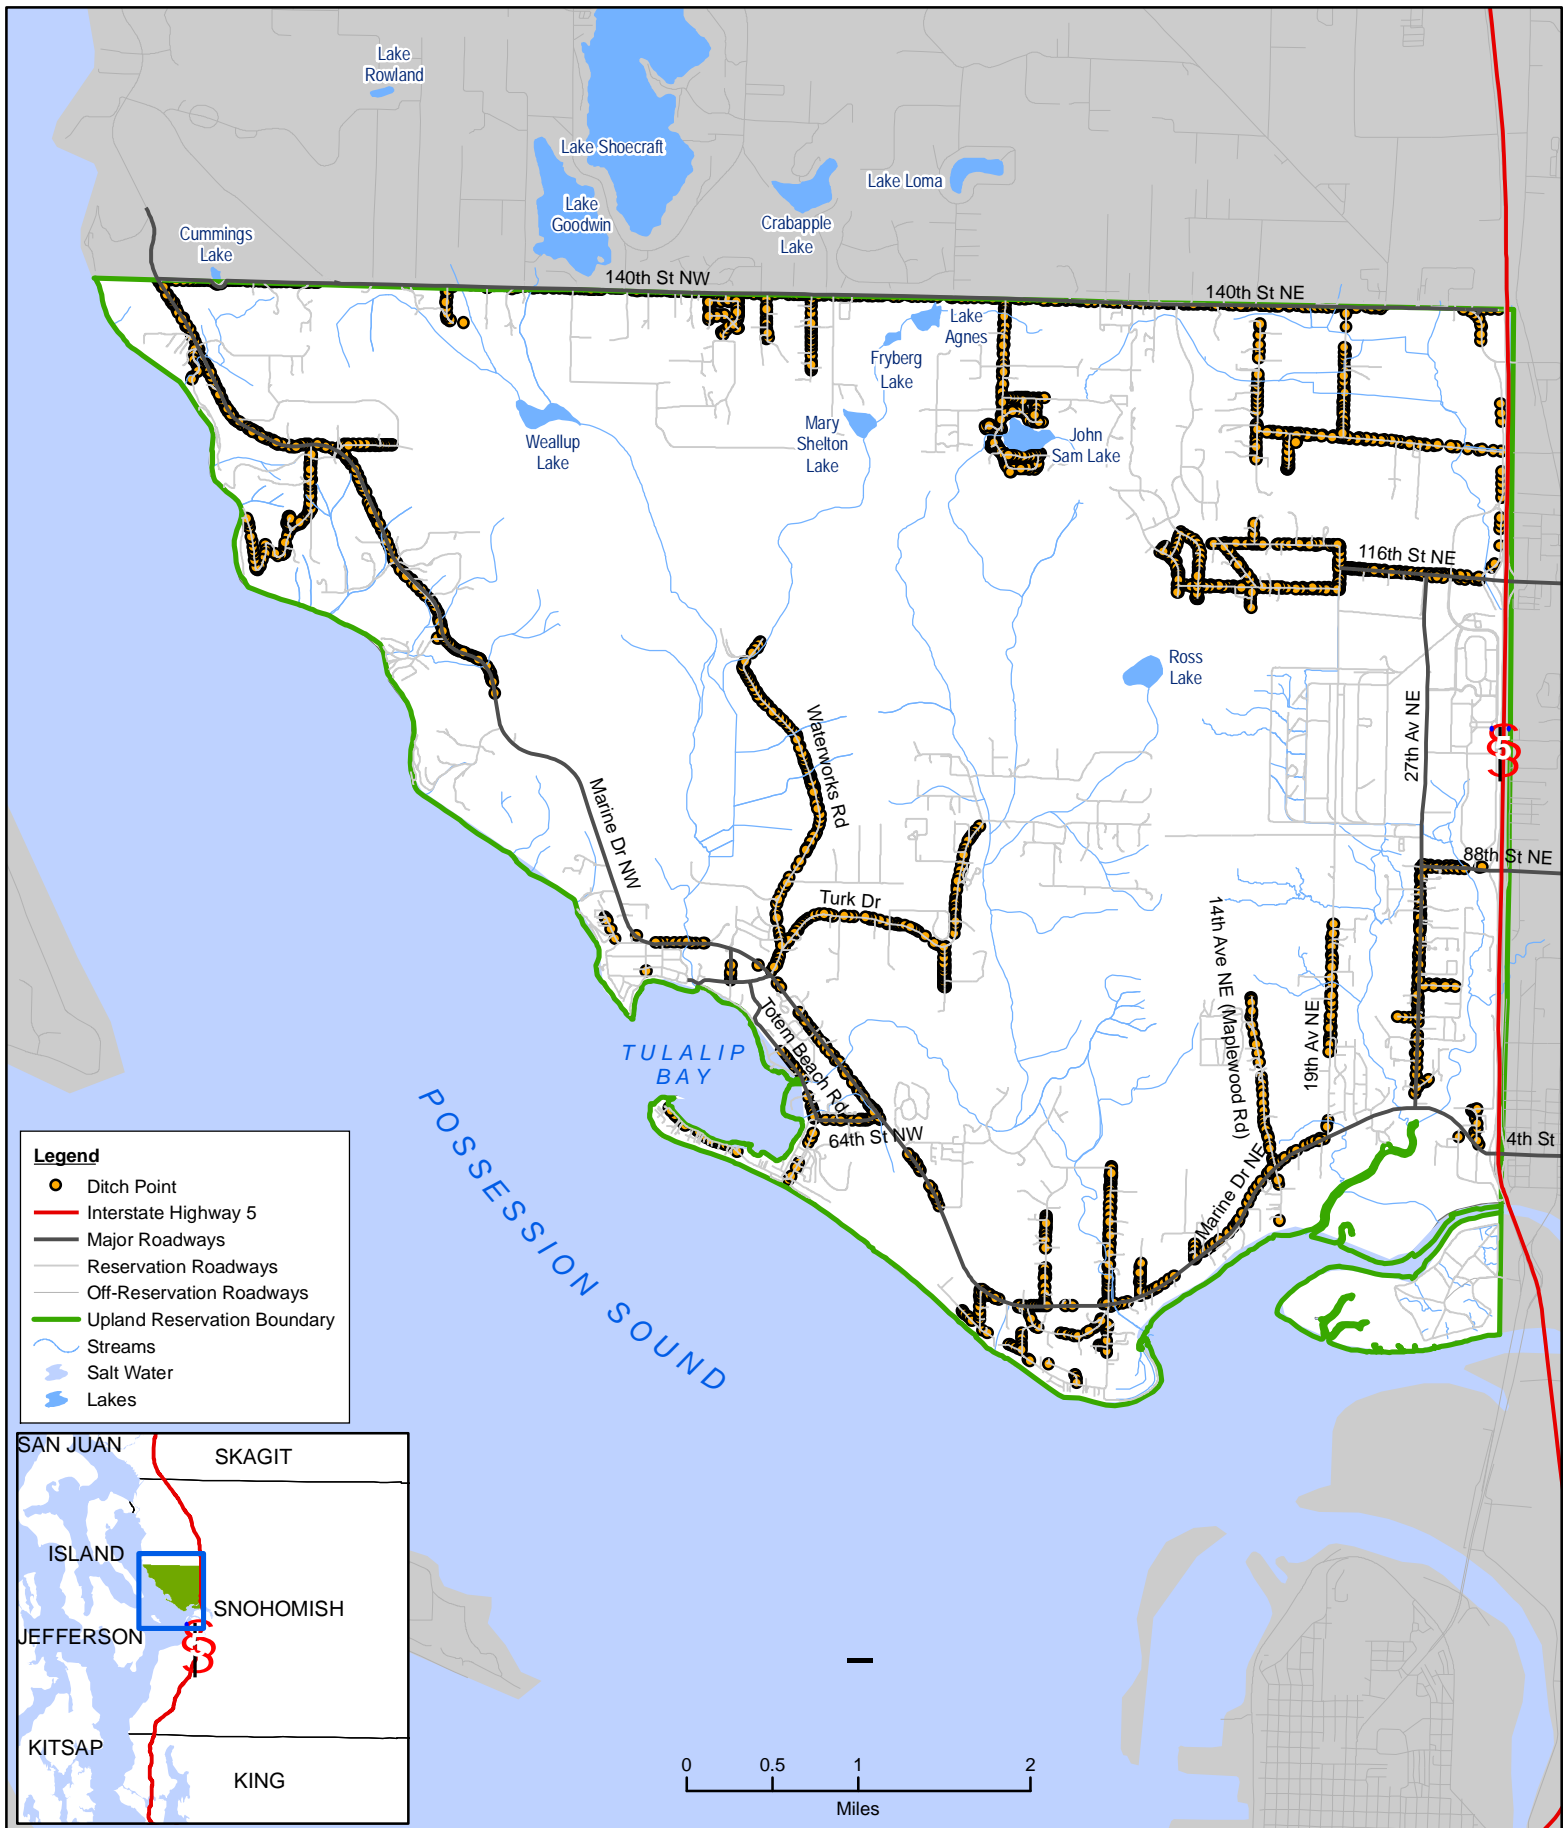 Lake
Rowland
Lake Shoecraft
Lake Loma
Lake
Goodwin
Crabapple
Lake
Cummings
Lake
140th St NW
140th St NE
Lake
Agnes
Fryberg
Lake
Mary
Shelton
Lake
John
Sam Lake
Weallup
Lake
116th St NE
Ross
Lake
27th Av NE
5
Waterworks Rd
Marine Dr NW
88th St NE
Turk Dr
14th Ave NE (Maplewood Rd)
19th Av NE
Totem Beach Rd
TULALIP
BAY
64th St NW
4th St
Marine Dr NE
POSSESSION SOUND
Legend
Ditch Point
Interstate Highway 5
Major Roadways
Reservation Roadways
Off-Reservation Roadways
Upland Reservation Boundary
Streams
Salt Water
Lakes
SAN JUAN
SKAGIT
ISLAND
SNOHOMISH
JEFFERSON
5
KITSAP
KING
0 0.5 1 2
Miles